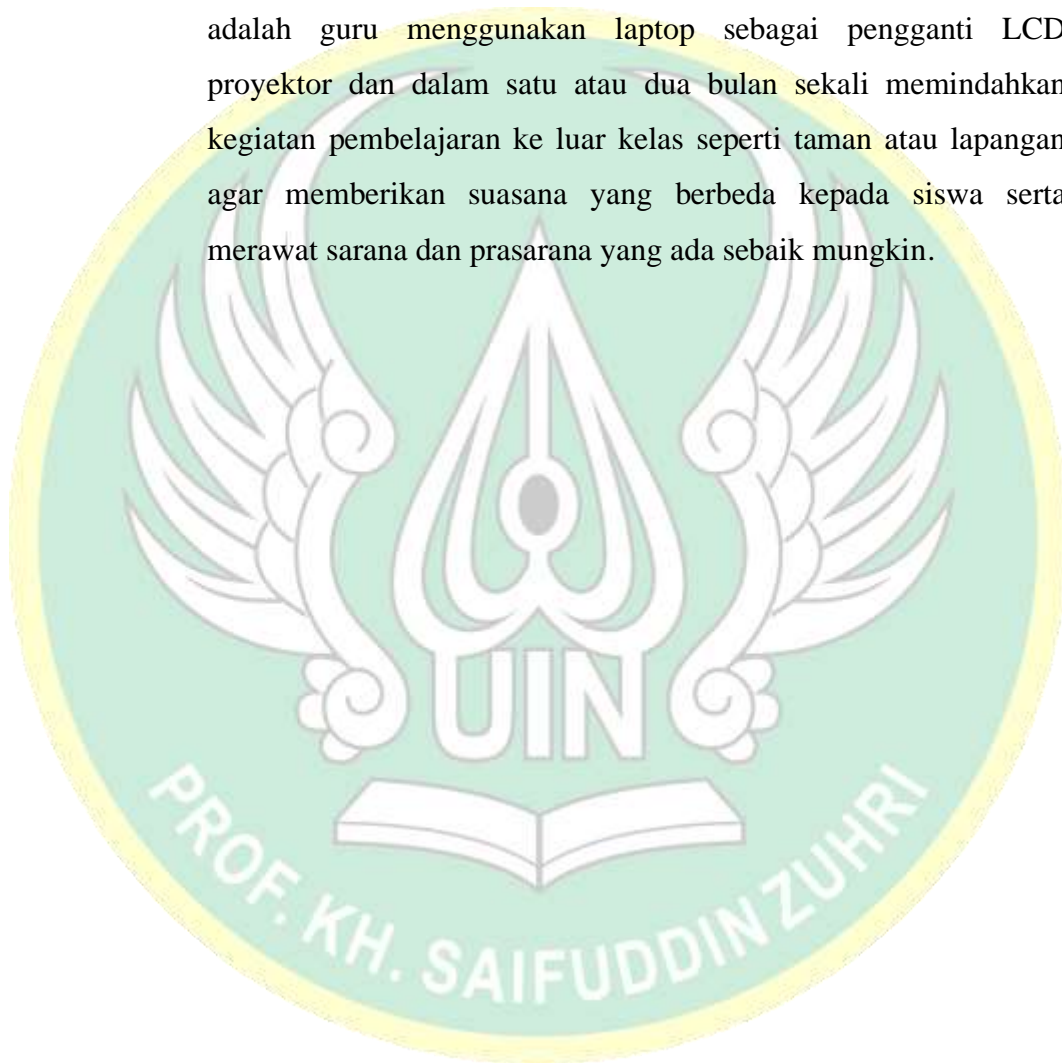 adalah guru menggunakan laptop sebagai pengganti LCD
proyektor dan dalam satu atau dua bulan sekali memindahkan
kegiatan pembelajaran ke luar kelas seperti taman atau lapangan
agar memberikan suasana yang berbeda kepada siswa serta
merawat sarana dan prasarana yang ada sebaik mungkin.
UIN
PROF. KH. SAIFUDDIN ZUHRI